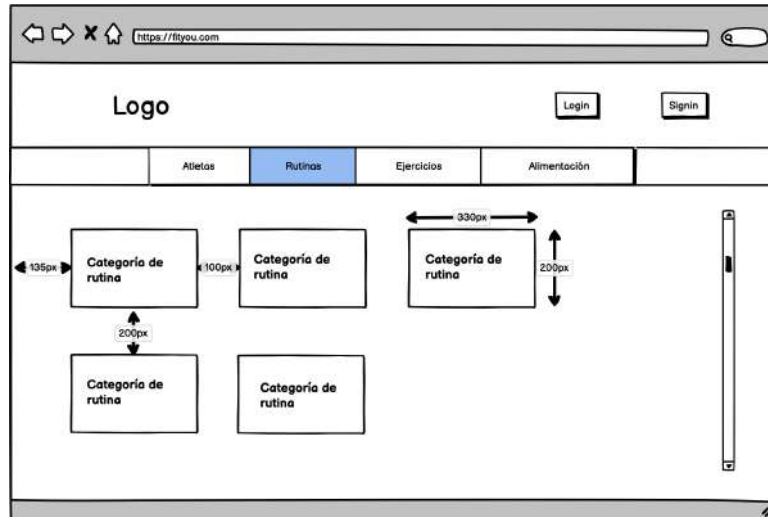 https://fityou.com
Logo
Login
Signin
Atletas
Rutinas
Ejercicios
Alimentación
330px
Categoría de
rutina
Categoría de
rutina
Categoría de
rutina
135px
100px
200px
200px
Categoría de
rutina
Categoría de
rutina